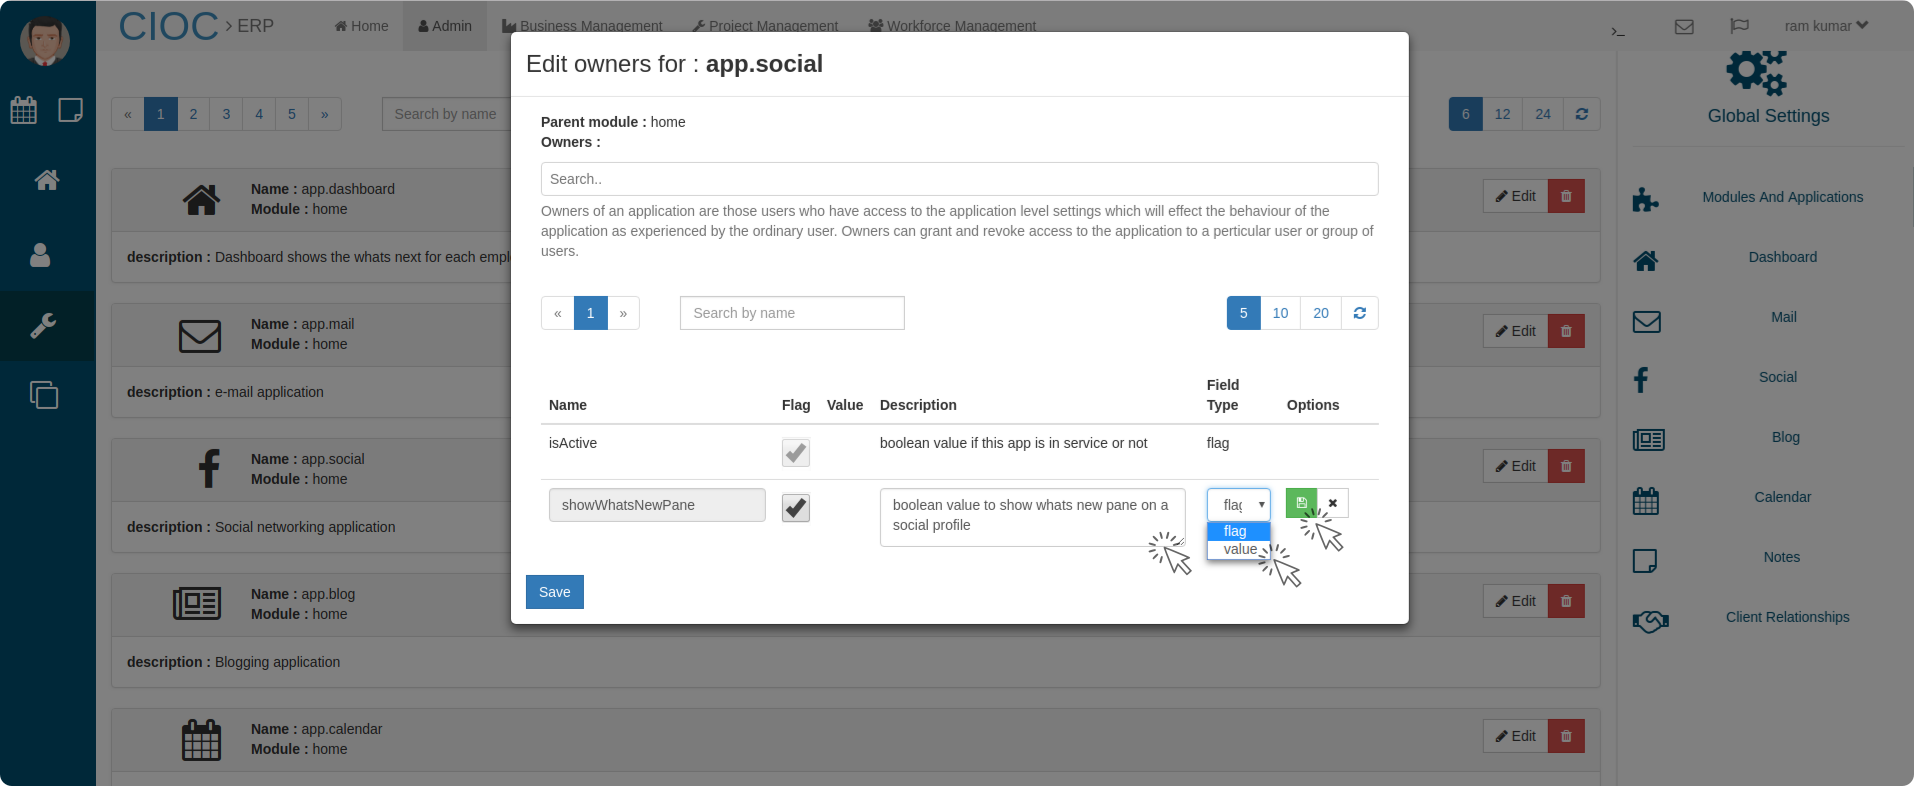 CIOC > ERP
Home
Admin
Business Management
Project Management
Workforce Management
>_
ram kumar
« 1 2 3 4 5 »
Search by name
6 12 24
Name : app.dashboard
Module : home
Edit
description : Dashboard shows the whats next for each empl
Name : app.mail
Module : home
Edit
description : e-mail application
Name : app.social
Module : home
Edit
description : Social networking application
Name : app.blog
Module : home
Edit
description : Blogging application
Name : app.calendar
Module : home
Edit
Edit owners for : app.social
Parent module : home
Owners :
Search..
Owners of an application are those users who have access to the application level settings which will effect the behaviour of the
application as experienced by the ordinary user. Owners can grant and revoke access to the application to a perticular user or group of
users.
« 1 »
Search by name
5 10 20
Name Flag Value Description Field Type Options
isActive boolean value if this app is in service or not flag
showWhatsNewPane
boolean value to show whats new pane on a
social profile
flag
flag
value
Save
Global Settings
Modules And Applications
Dashboard
Mail
Social
Blog
Calendar
Notes
Client Relationships